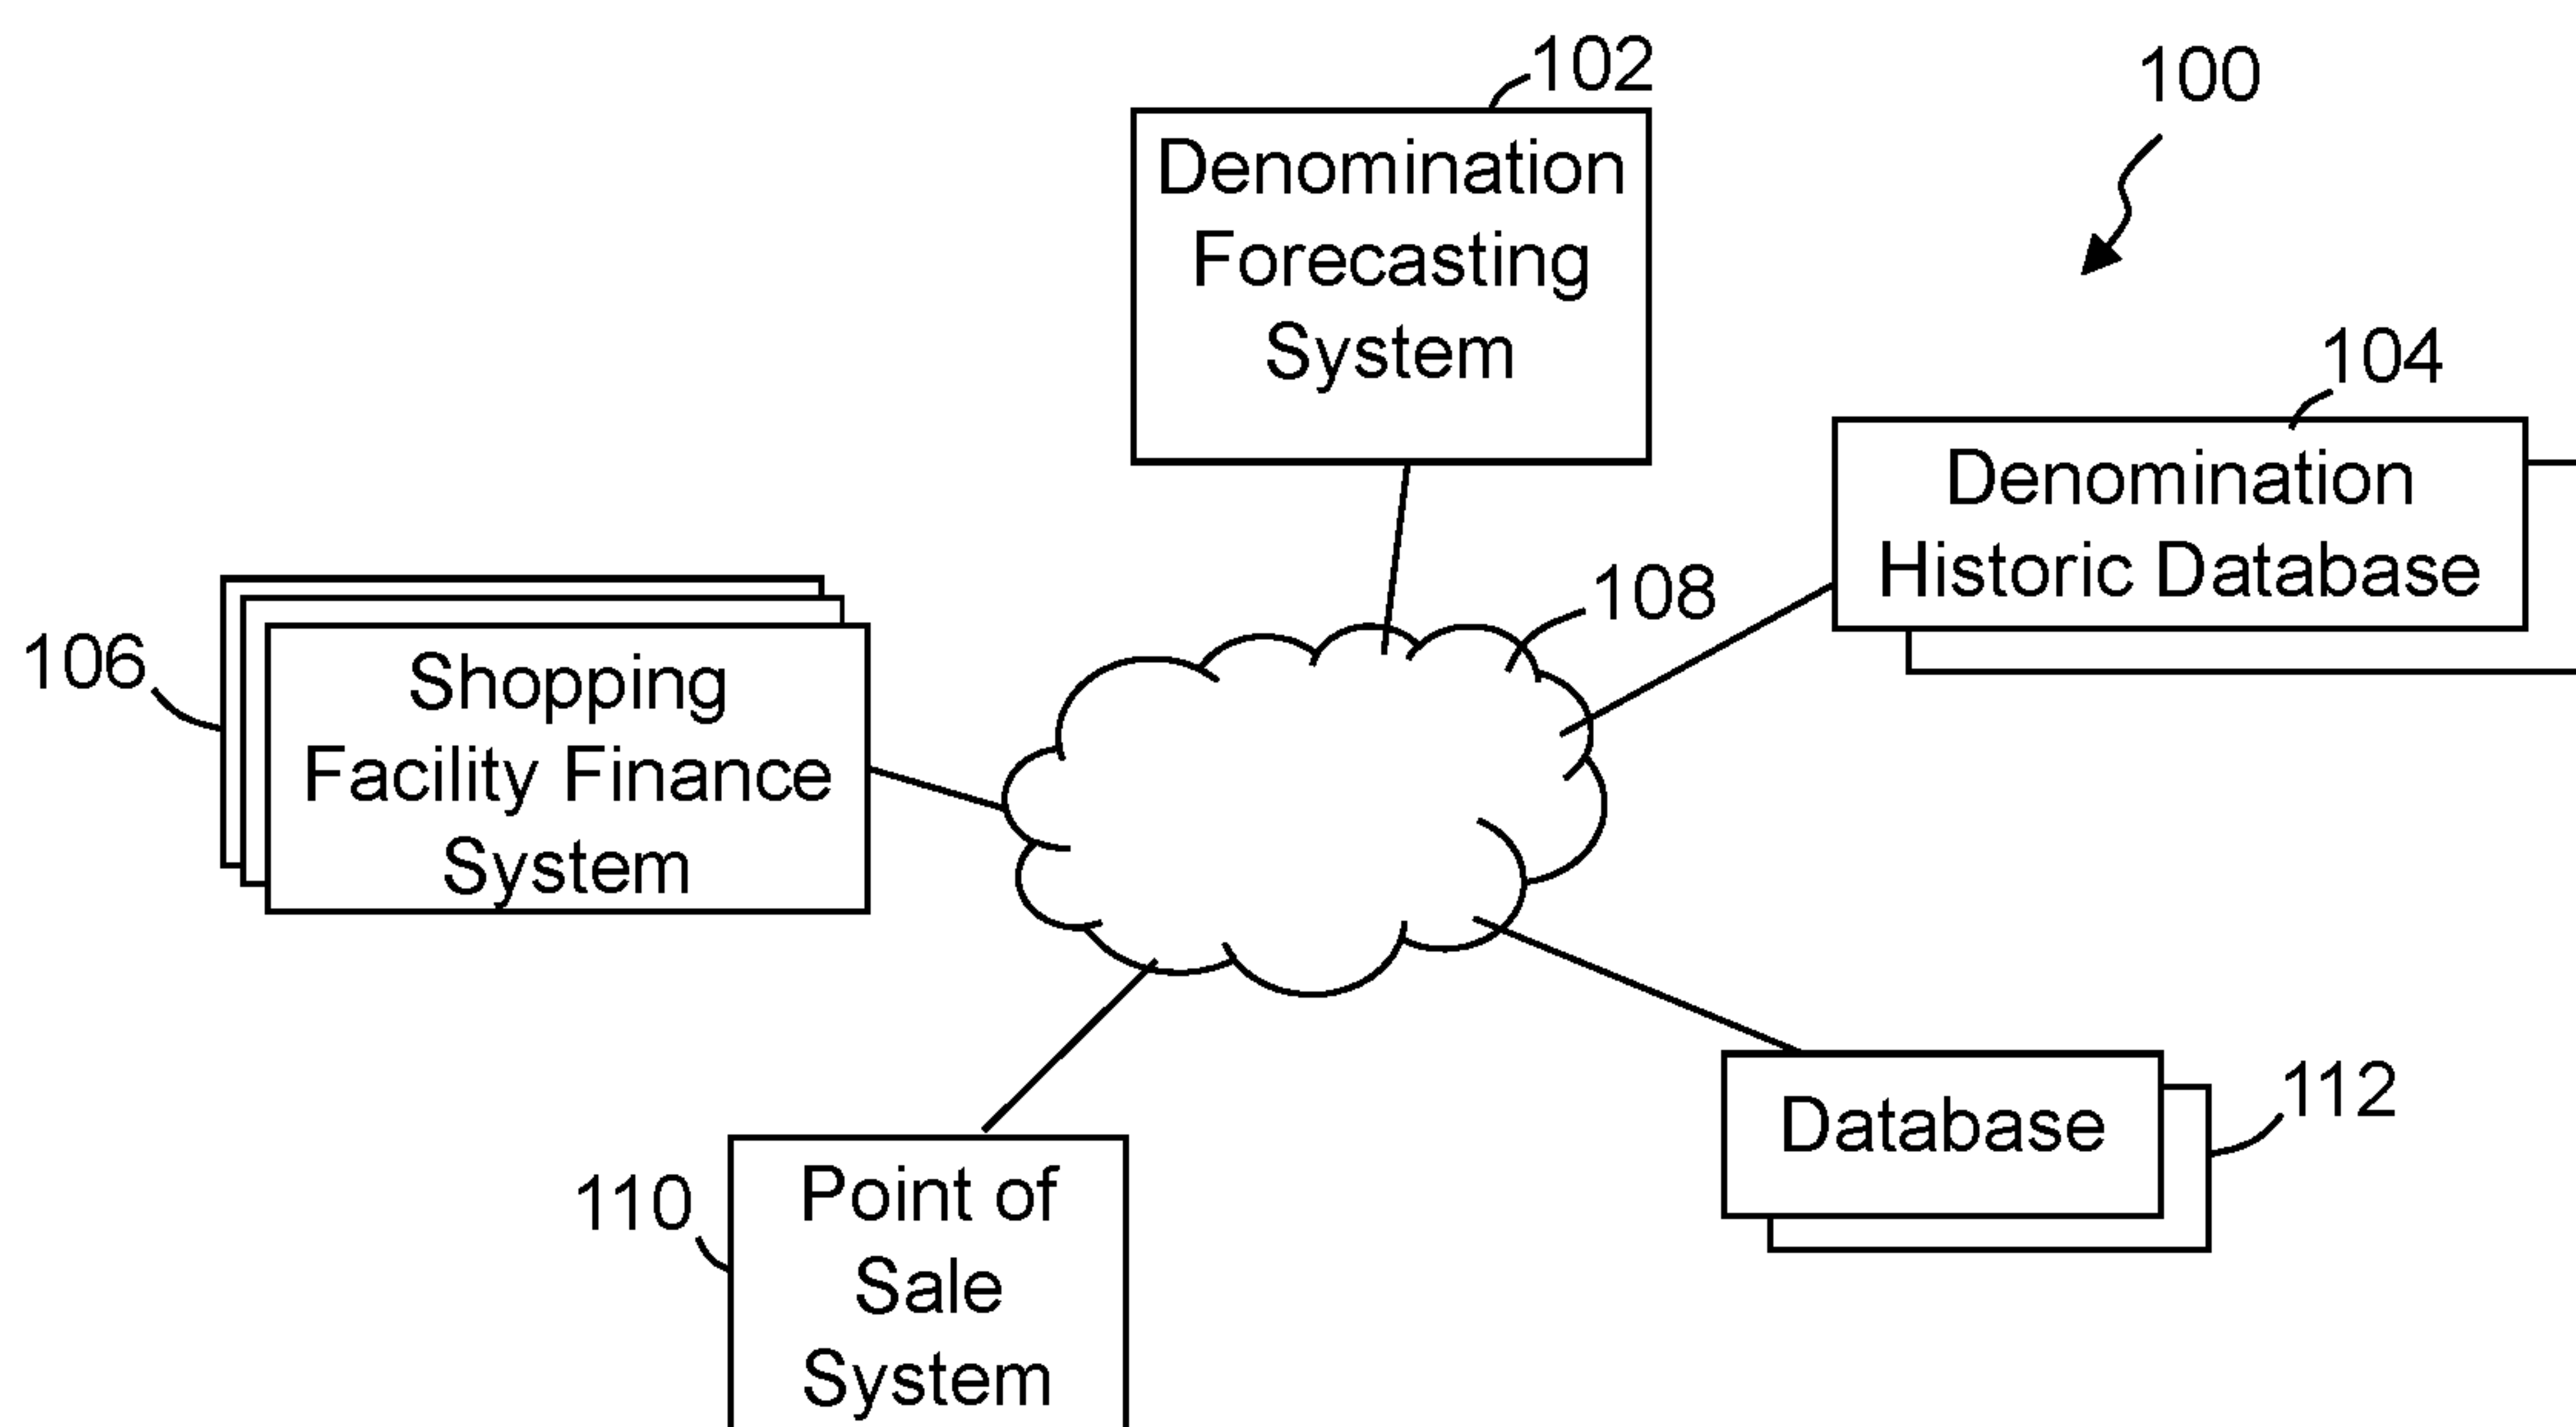 102
100
Denomination
Forecasting
System
104
Denomination
Historic Database
108
106
Shopping
Facility Finance
System
112
Database
110
Point of
Sale
System